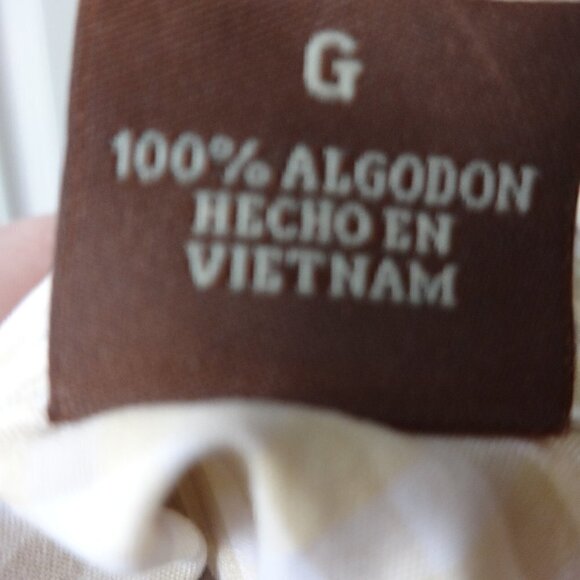 G
100% ALGODON
HECHO EN
VIETNAM